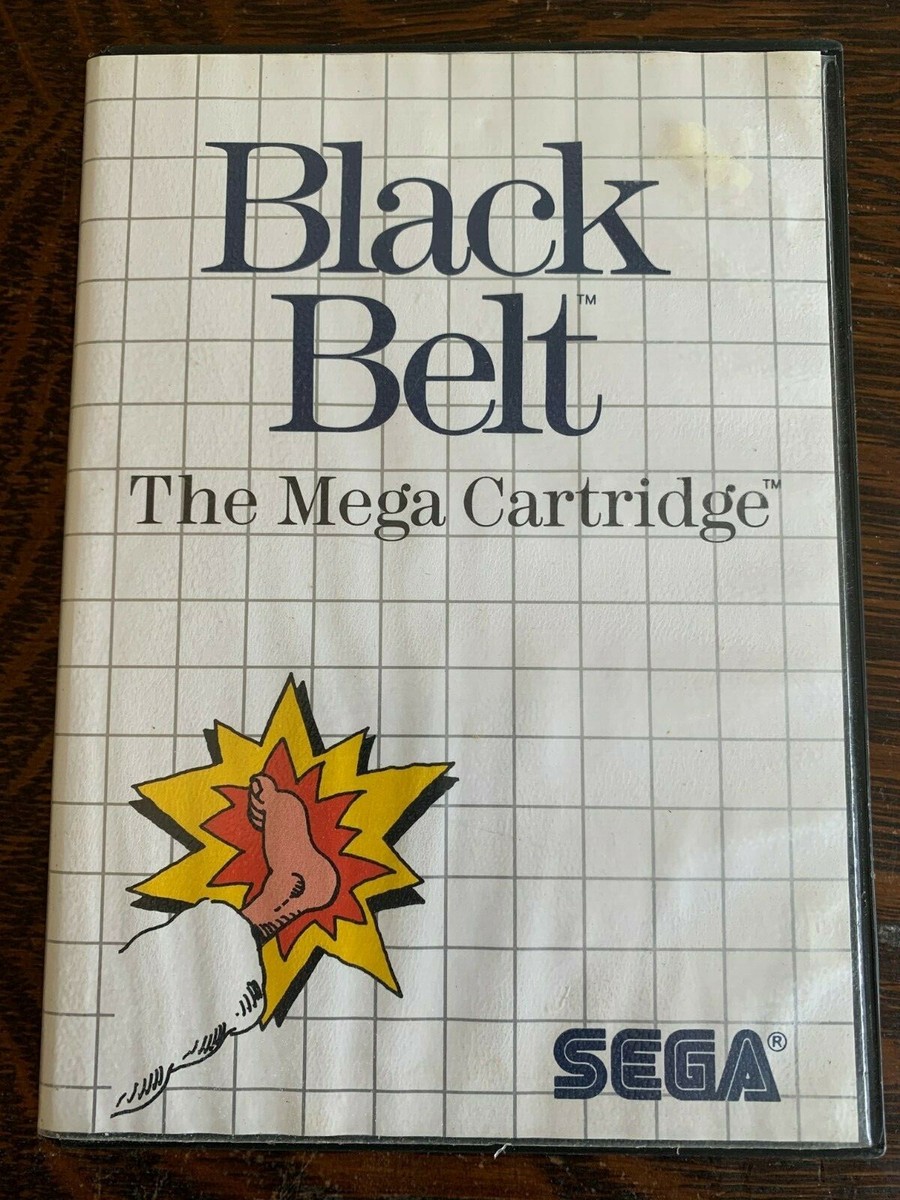 Black
Belt™
The Mega Cartridge™
SEGA®